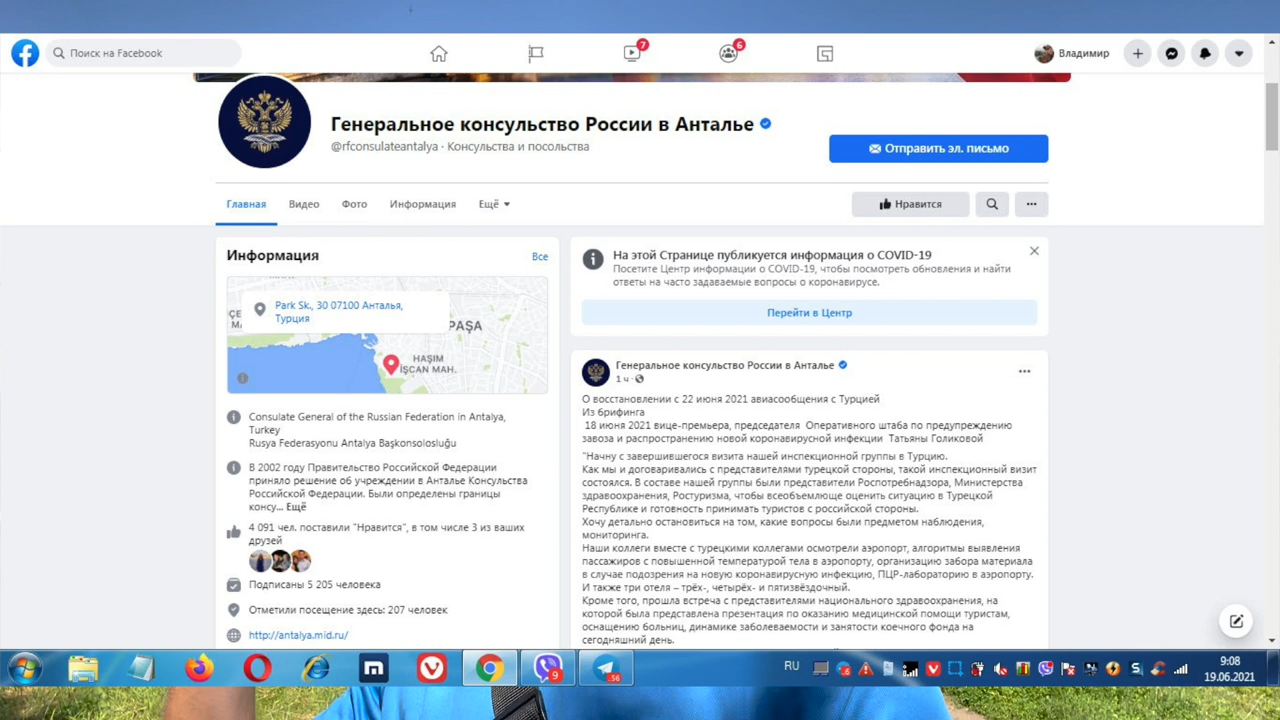 Поиск на Facebook
7
6
Владимир
Генеральное консульство России в Анталье
@rfconsulateantalya · Консульства и посольства
Отправить эл. письмо
Главная
Видео
Фото
Информация
Ещё
Нравится
Информация
Все
Park Sk., 30 07100 Анталья,
Турция
PAŞA
HAŞIM
İŞCAN MAH.
Consulate General of the Russian Federation in Antalya,
Turkey
Rusya Federasyonu Antalya Başkonsolosluğu
В 2002 году Правительство Российской Федерации
приняло решение об учреждении в Анталье Консульства
Российской Федерации. Были определены границы
консу... Ещё
4 091 чел. поставили "Нравится", в том числе 3 из ваших
друзей
Подписаны 5 205 человека
Отметили посещение здесь: 207 человек
http://antalya.mid.ru/
На этой Странице публикуется информация о COVID-19
Посетите Центр информации о COVID-19, чтобы посмотреть обновления и найти
ответы на часто задаваемые вопросы о коронавирусе.
Перейти в Центр
Генеральное консульство России в Анталье
1 ч ·
О восстановлении с 22 июня 2021 авиасообщения с Турцией
Из брифинга
18 июня 2021 вице-премьера, председателя Оперативного штаба по предупреждению
завоза и распространению новой коронавирусной инфекции Татьяны Голиковой
"Начну с завершившегося визита нашей инспекционной группы в Турцию.
Как мы и договаривались с представителями турецкой стороны, такой инспекционный визит
состоялся. В составе нашей группы были представители Роспотребнадзора, Министерства
здравоохранения, Ростуризма, чтобы всеобъемлюще оценить ситуацию в Турецкой
Республике и готовность принимать туристов с российской стороны.
Хочу детально остановиться на том, какие вопросы были предметом наблюдения,
мониторинга.
Наши коллеги вместе с турецкими коллегами осмотрели аэропорт, алгоритмы выявления
пассажиров с повышенной температурой тела в аэропорту, организацию забора материала
в случае подозрения на новую коронавирусную инфекцию, ПЦР-лабораторию в аэропорту.
И также три отеля – трёх-, четырёх- и пятизвёздочный.
Кроме того, прошла встреча с представителями национального здравоохранения, на
которой была представлена презентация по оказанию медицинской помощи туристам,
оснащению больниц, динамике заболеваемости и занятости коечного фонда на
сегодняшний день.
9
56
RU
9:08
19.06.2021